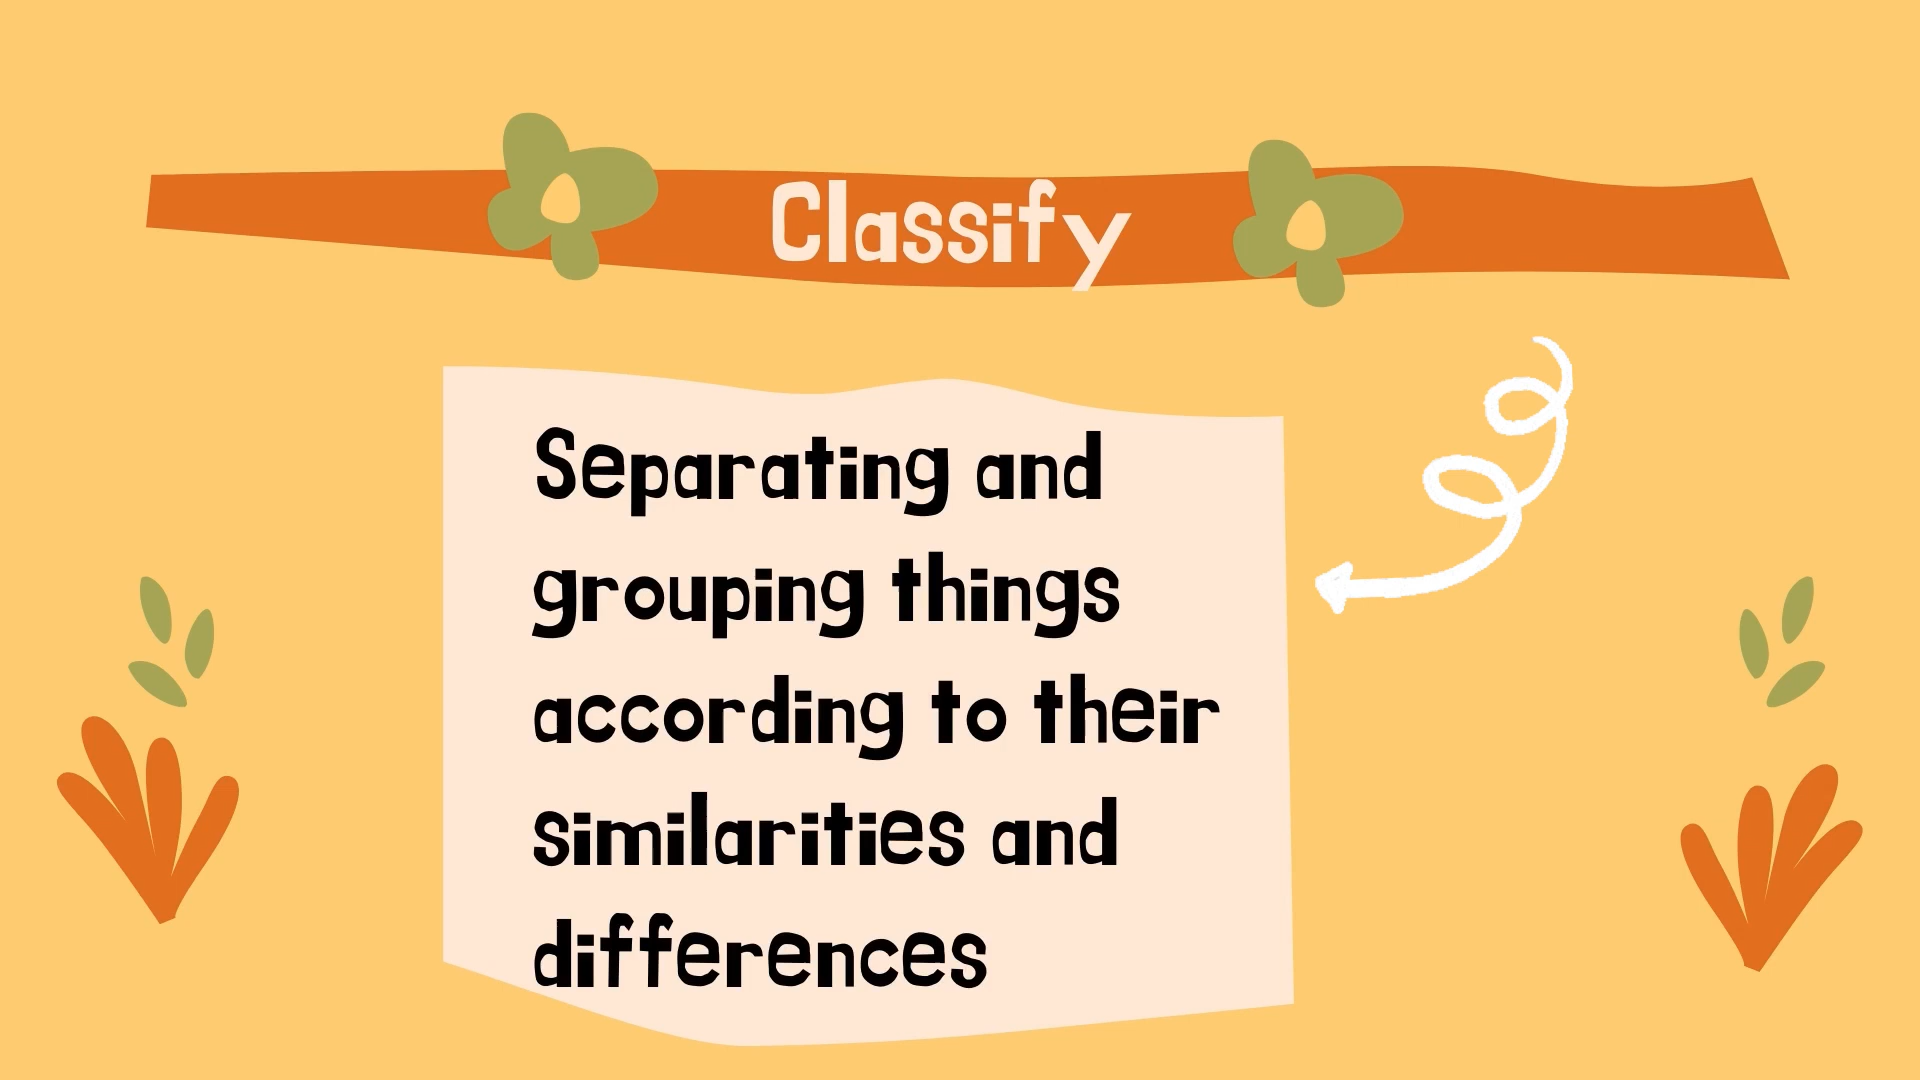 Classify
Separating and
grouping things
according to their
similarities and
differences